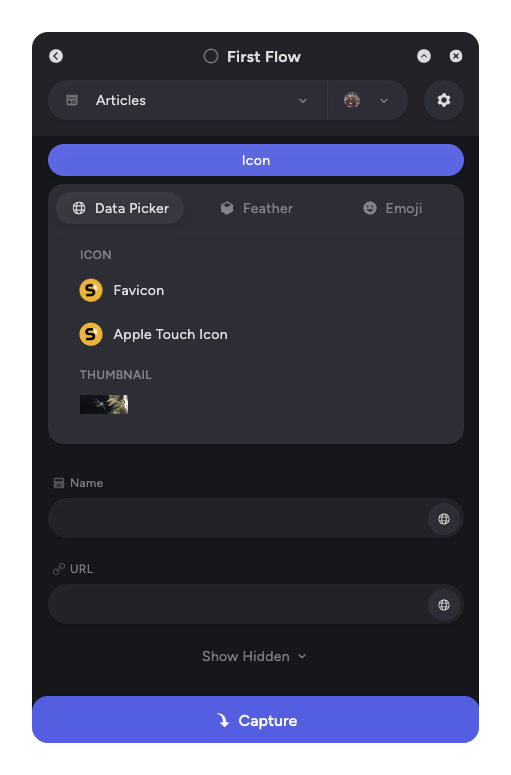 First Flow
Articles
Icon
Data Picker
Feather
Emoji
ICON
S Favicon
S Apple Touch Icon
THUMBNAIL
Name
URL
Show Hidden
Capture